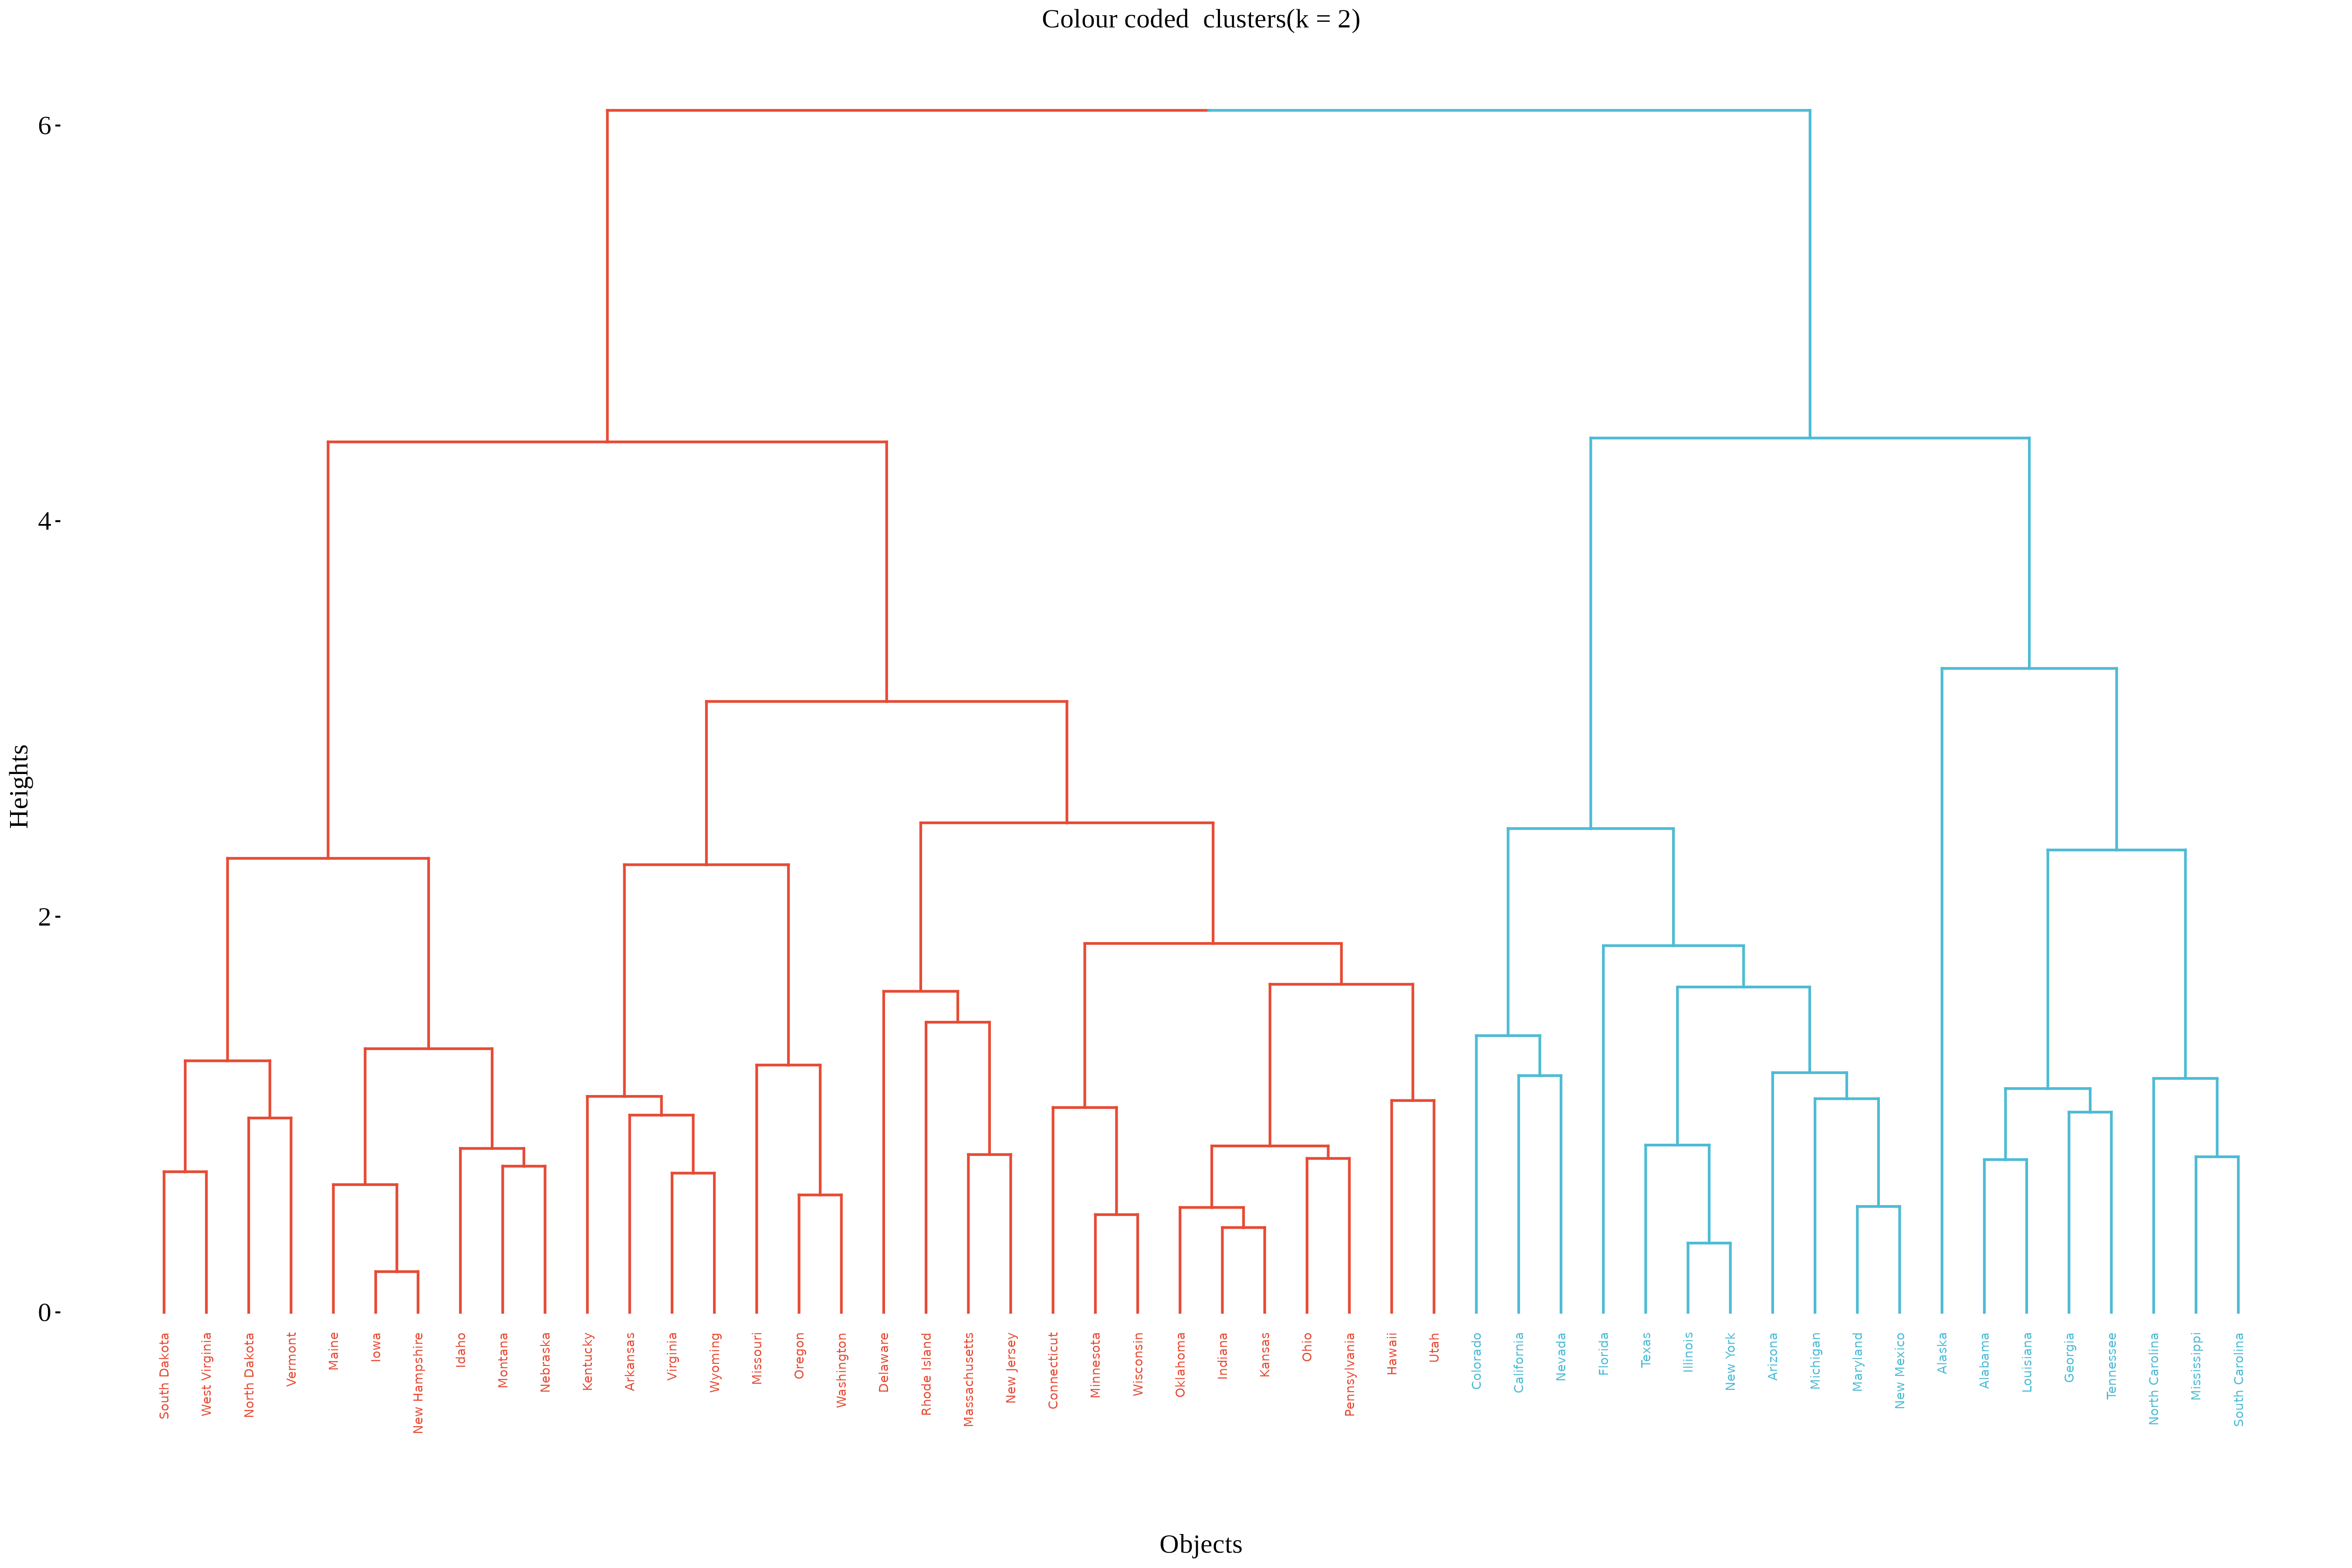 Colour coded  clusters(k = 2)
6
4
2
0
Heights
South Dakota
West Virginia
North Dakota
Vermont
Maine
Iowa
New Hampshire
Idaho
Montana
Nebraska
Kentucky
Arkansas
Virginia
Wyoming
Missouri
Oregon
Washington
Delaware
Rhode Island
Massachusetts
New Jersey
Connecticut
Minnesota
Wisconsin
Oklahoma
Indiana
Kansas
Ohio
Pennsylvania
Hawaii
Utah
Colorado
California
Nevada
Florida
Texas
Illinois
New York
Arizona
Michigan
Maryland
New Mexico
Alaska
Alabama
Louisiana
Georgia
Tennessee
North Carolina
Mississippi
South Carolina
Objects